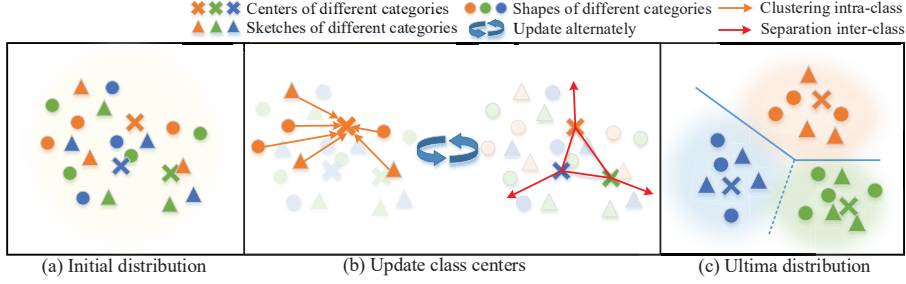 Centers of different categories Shapes of different categories Clustering intra-class
Sketches of different categories Update alternately Separation inter-class
(a) Initial distribution (b) Update class centers (c) Ultima distribution